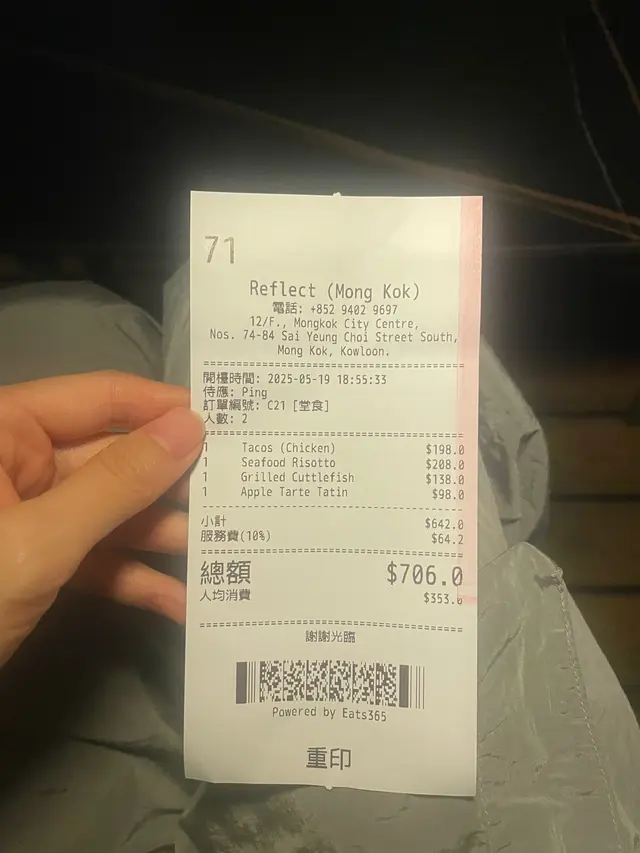 71
Reflect (Mong Kok)
電話: +852 9402 9697
12/F., Mongkok City Centre,
Nos. 74-84 Sai Yeung Choi Street South,
Mong Kok, Kowloon.
開檯時間: 2025-05-19 18:55:33
侍應: Ping
訂單編號: C21 [堂食]
人數: 2
1 Tacos (Chicken) $198.0
1 Seafood Risotto $208.0
1 Grilled Cuttlefish $138.0
1 Apple Tarte Tatin $98.0
小計 $642.0
服務費(10%) $64.2
總額 $706.0
人均消費 $353.0
謝謝光臨
Powered by Eats365
重印